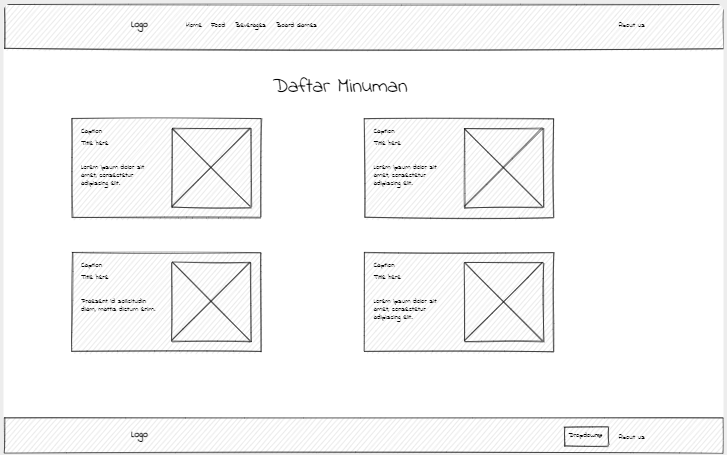 Logo Home Food Beverages Board Games About us
Daftar Minuman
Caption
Title here
Lorem ipsum dolor sit
amet, consectetur
adipiscing elit.
Caption
Title here
Lorem ipsum dolor sit
amet, consectetur
adipiscing elit.
Caption
Title here
Praesent id sollicitudin
diam, mattis dictum enim.
Caption
Title here
Lorem ipsum dolor sit
amet, consectetur
adipiscing elit.
Logo Dropdown About us